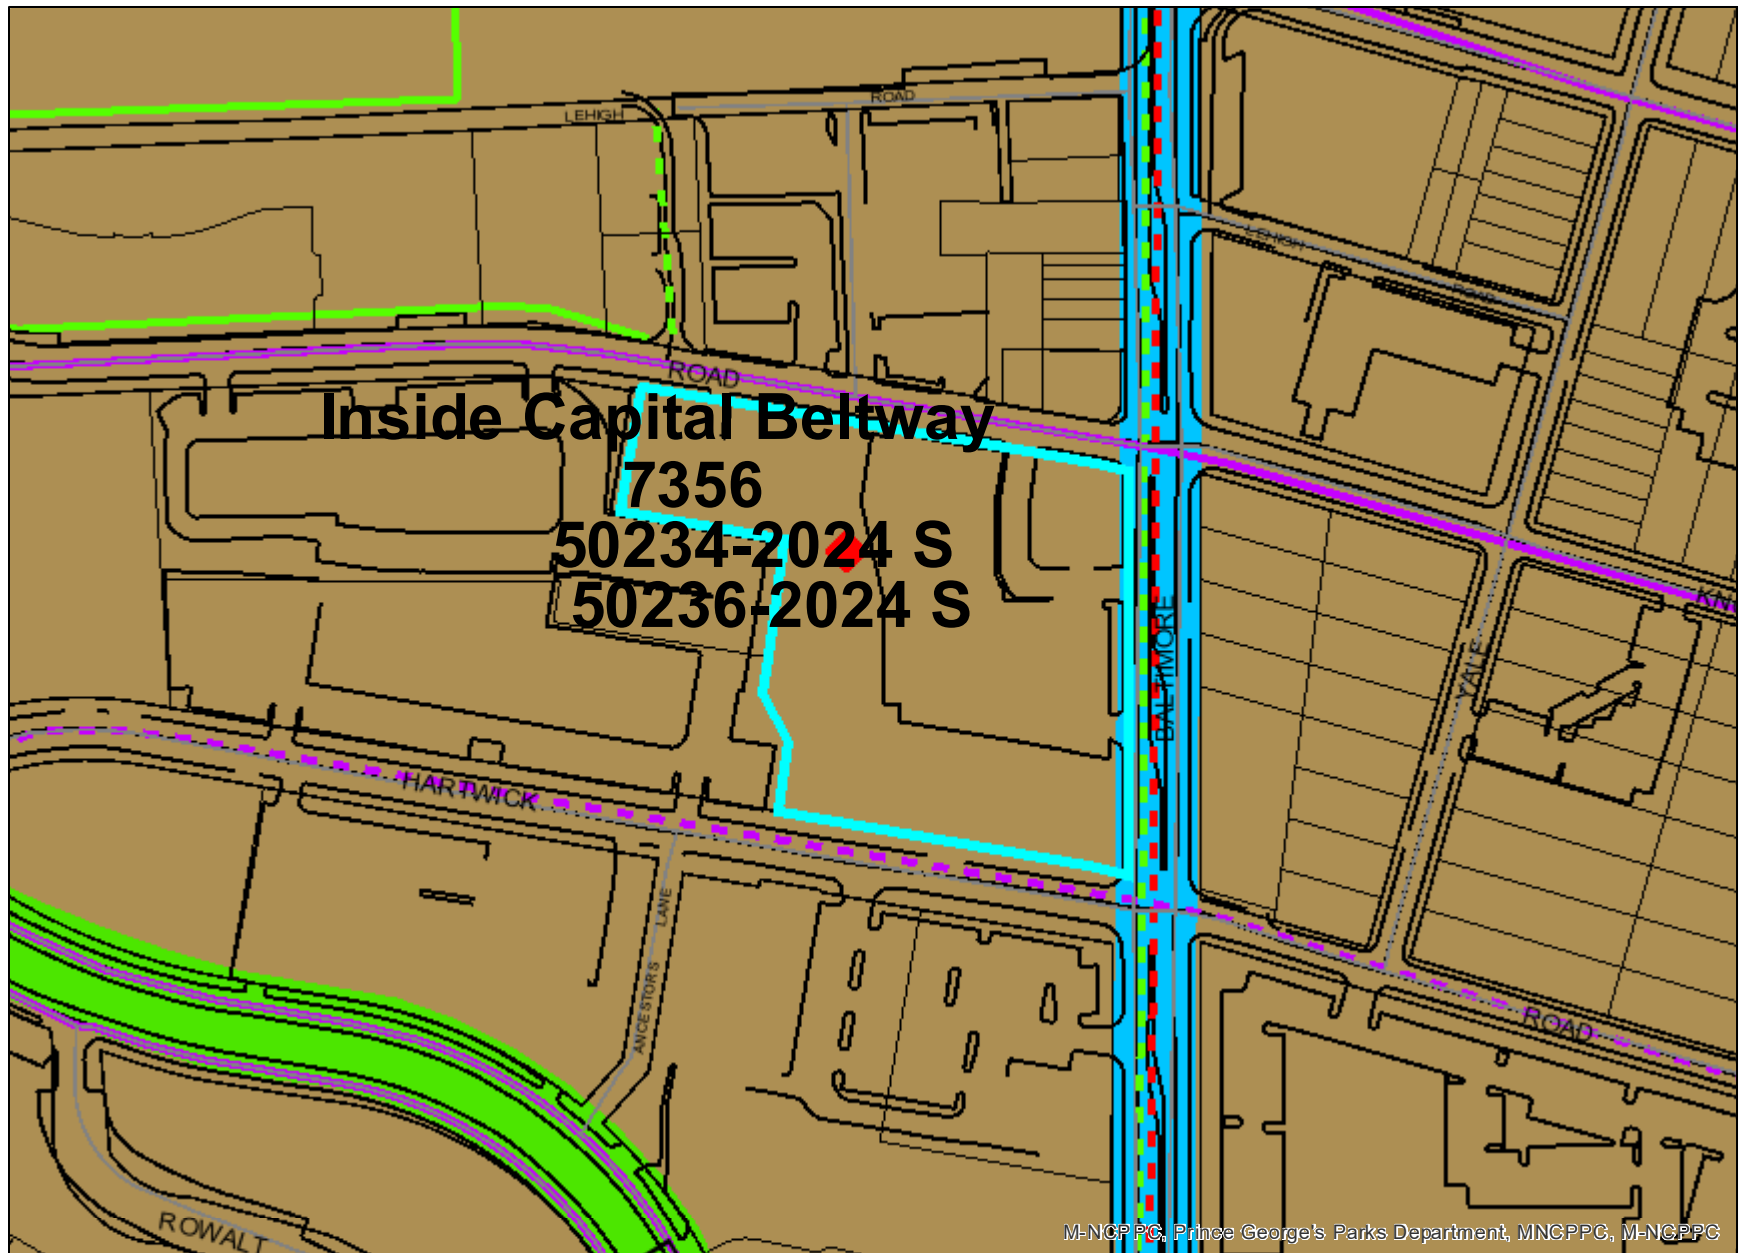 ROAD
LEHIGH
LEHIGH
ROAD
ROAD
Inside Capital Beltway
7356
50234-2024 S
50236-2024 S
KN
BALTIMORE
YALE
HARTWICK
ANCESTORS LANE
ROAD
ROWALT
M-NCPPC, Prince George's Parks Department, MNCPPC, M-NCPPC